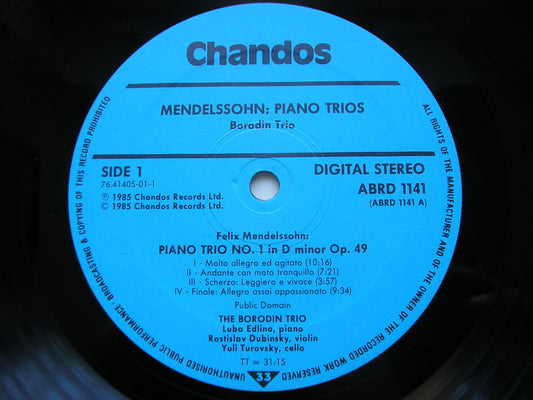 Chandos
MENDELSSOHN: PIANO TRIOS
Borodin Trio
SIDE 1
76.41405-01-1
℗ 1985 Chandos Records Ltd.
© 1985 Chandos Records Ltd.
DIGITAL STEREO
ABRD 1141
(ABRD 1141 A)
Felix Mendelssohn:
PIANO TRIO NO. 1 in D minor Op. 49
I - Molto allegro ed agitato (10:16)
II - Andante con moto tranquillo (7:21)
III - Scherzo: Leggiero e vivace (3:57)
IV - Finale: Allegro assai appassionato (9:34)
Public Domain
THE BORODIN TRIO
Luba Edlina, piano
Rostislav Dubinsky, violin
Yuli Turovsky, cello
TT = 31:15
33
ALL RIGHTS OF THE MANUFACTURER AND OF THE OWNER OF THE RECORDED WORK RESERVED
UNAUTHORISED PUBLIC PERFORMANCE · BROADCASTING & COPYING OF THIS RECORD PROHIBITED